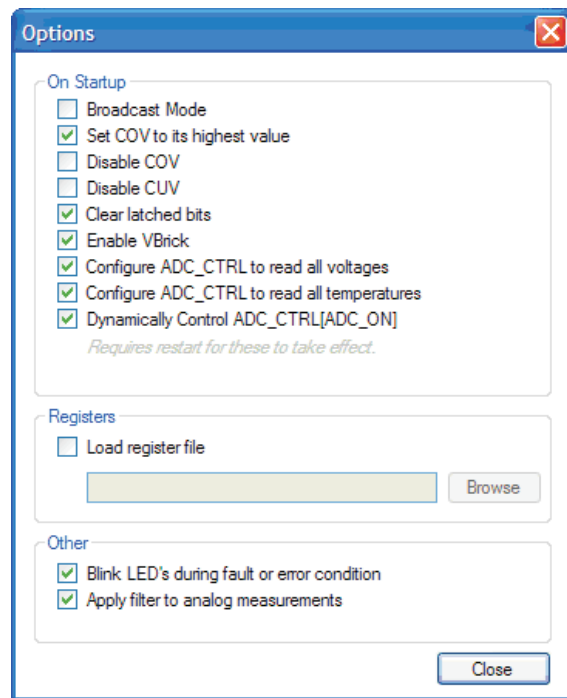 Options
On Startup
Broadcast Mode
Set COV to its highest value
Disable COV
Disable CUV
Clear latched bits
Enable VBrick
Configure ADC_CTRL to read all voltages
Configure ADC_CTRL to read all temperatures
Dynamically Control ADC_CTRL[ADC_ON]
Requires restart for these to take effect.
Registers
Load register file
Browse
Other
Blink LED's during fault or error condition
Apply filter to analog measurements
Close